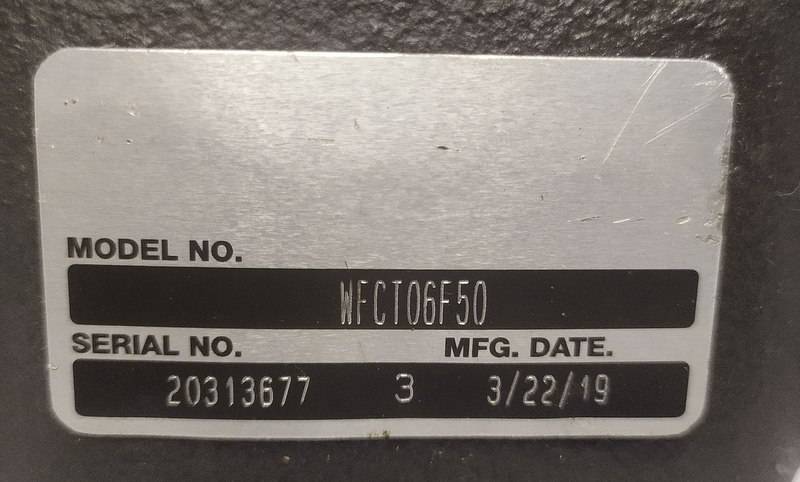 MODEL NO.
WFCT06F50
SERIAL NO. MFG. DATE.
20313677 3 3/22/19